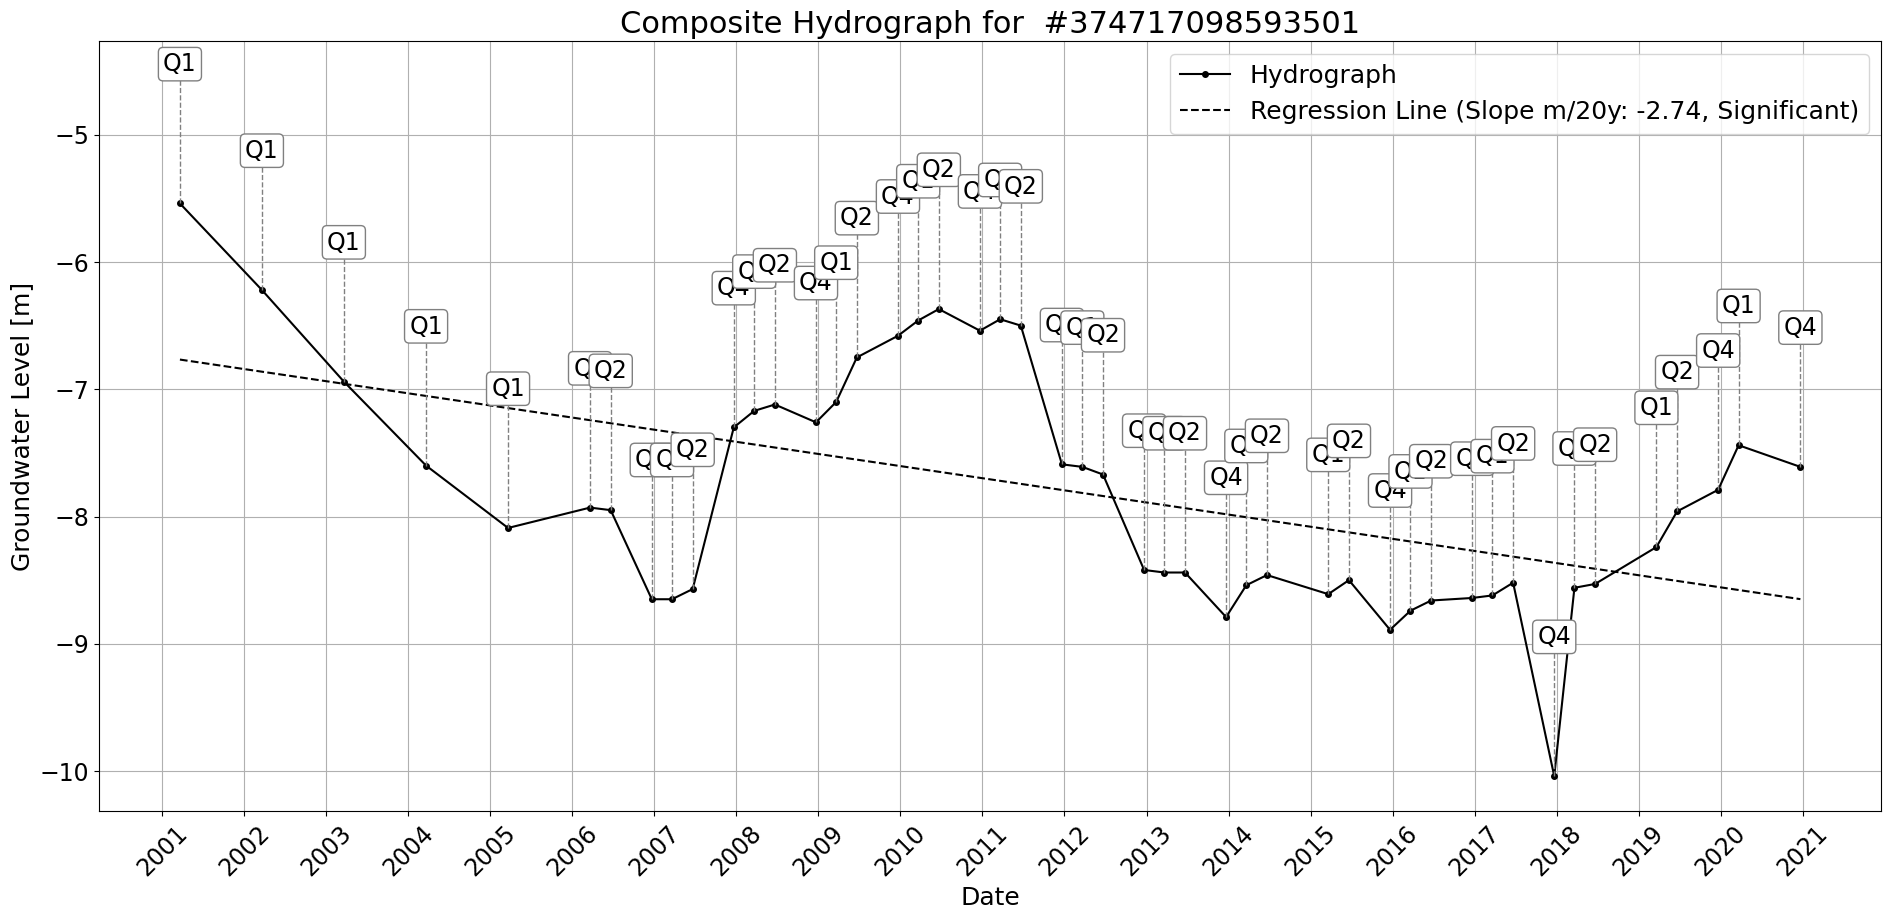 Composite Hydrograph for  #374717098593501
Hydrograph
Regression Line (Slope m/20y: -2.74, Significant)
Groundwater Level [m]
−5
−6
−7
−8
−9
−10
Q1
Q1
Q1
Q1
Q1
Q2
Q2
Q4
Q2
Q4
Q1
Q2
Q4
Q2
Q2
Q2
Q2
Q4
Q2
Q1
Q2
Q4
Q2
Q2
Q4
Q2
Q1
Q2
Q4
Q1
Q4
2001
2002
2003
2004
2005
2006
2007
2008
2009
2010
2011
2012
2013
2014
2015
2016
2017
2018
2019
2020
2021
Date